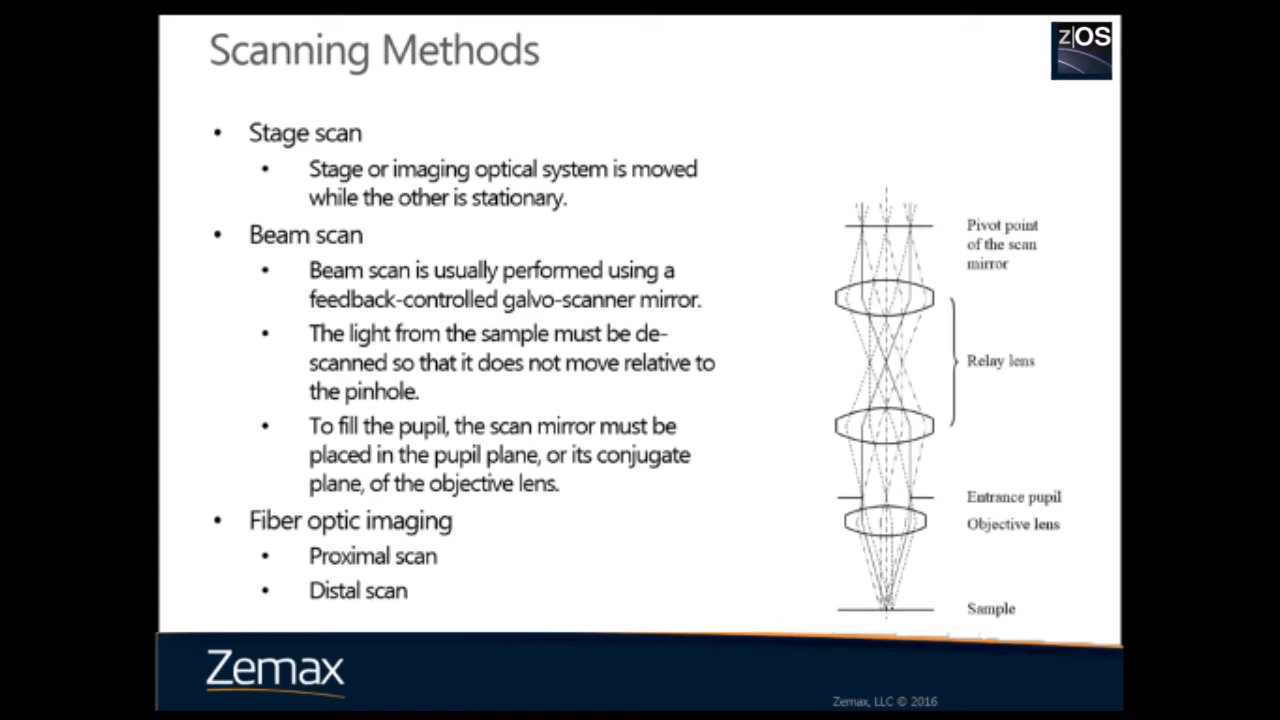 Scanning Methods
z|OS
• Stage scan
• Stage or imaging optical system is moved
while the other is stationary.
• Beam scan
• Beam scan is usually performed using a
feedback-controlled galvo-scanner mirror.
• The light from the sample must be de-
scanned so that it does not move relative to
the pinhole.
• To fill the pupil, the scan mirror must be
placed in the pupil plane, or its conjugate
plane, of the objective lens.
• Fiber optic imaging
• Proximal scan
• Distal scan
Pivot point
of the scan
mirror
Relay lens
Entrance pupil
Objective lens
Sample
Zemax
Zemax, LLC © 2016